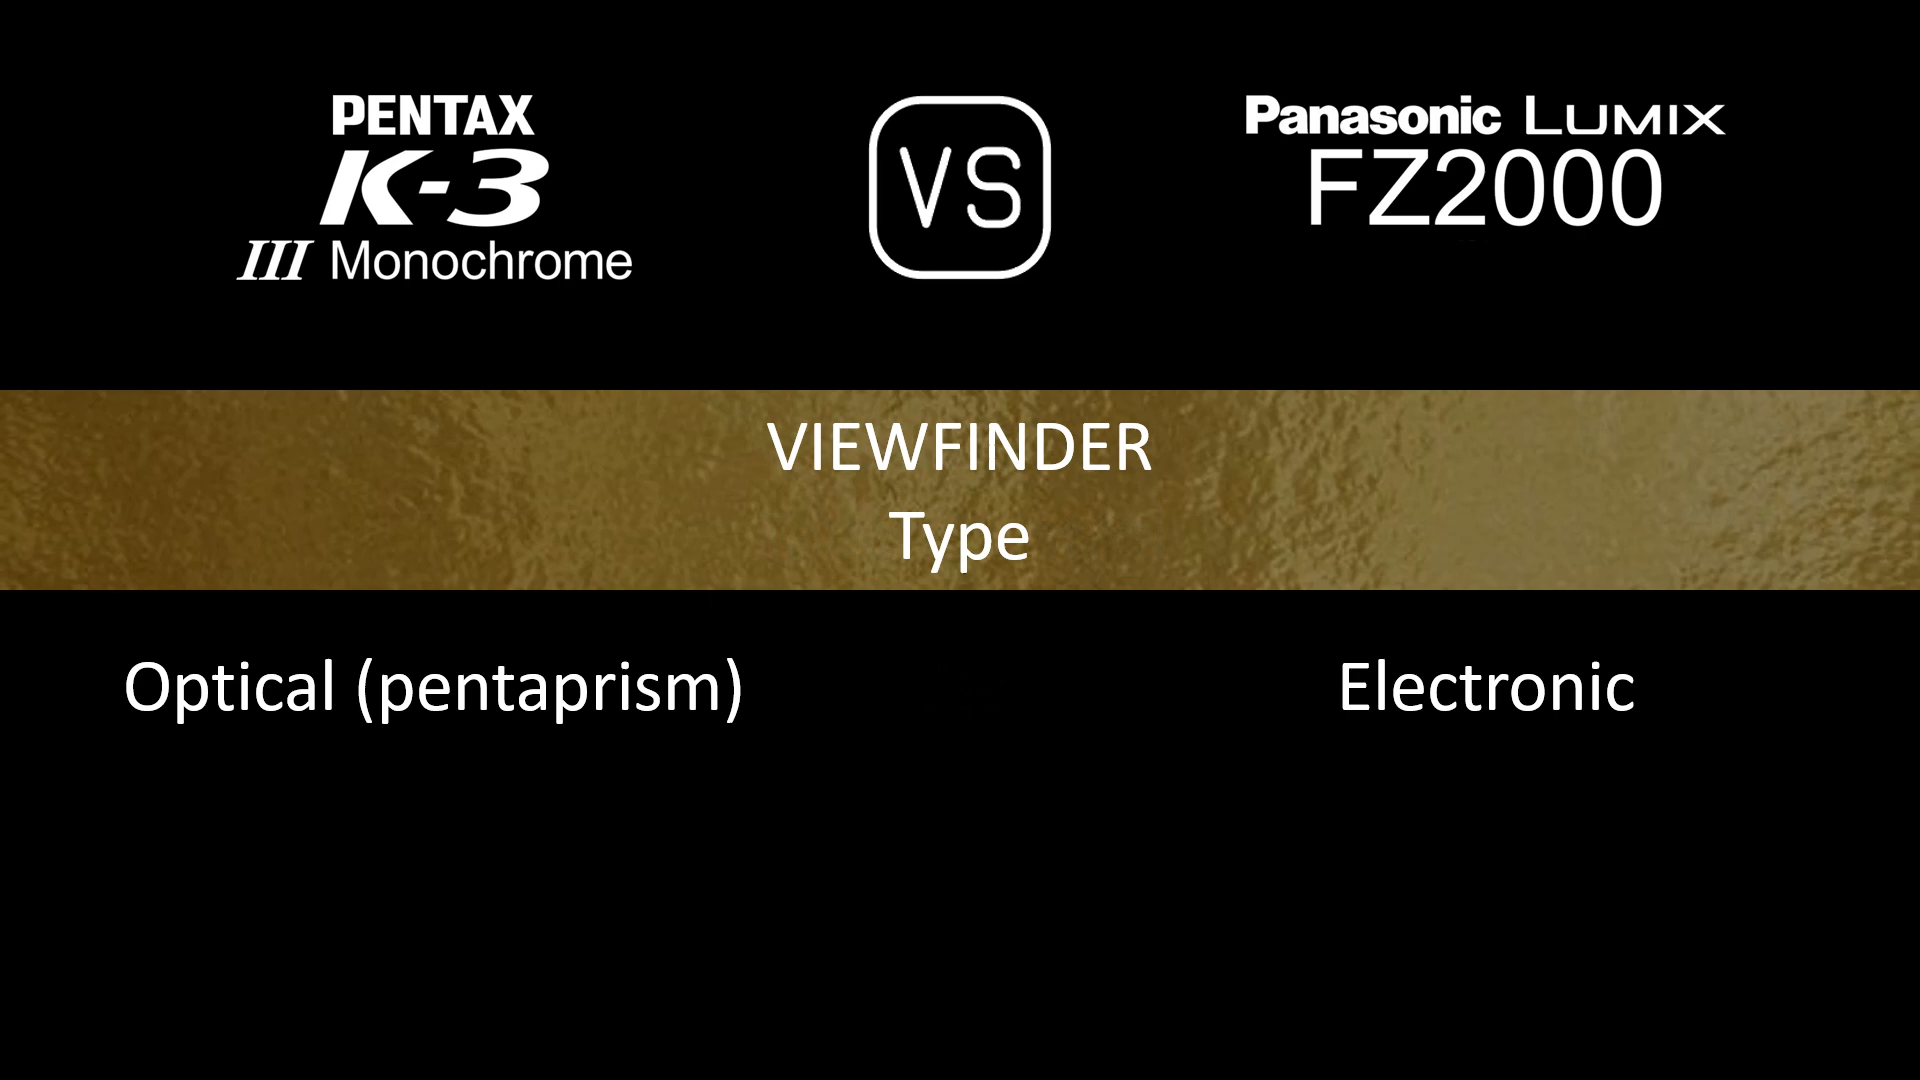 PENTAX
K-3
III Monochrome
VS
Panasonic LUMIX
FZ2000
VIEWFINDER
Type
Optical (pentaprism)
Electronic